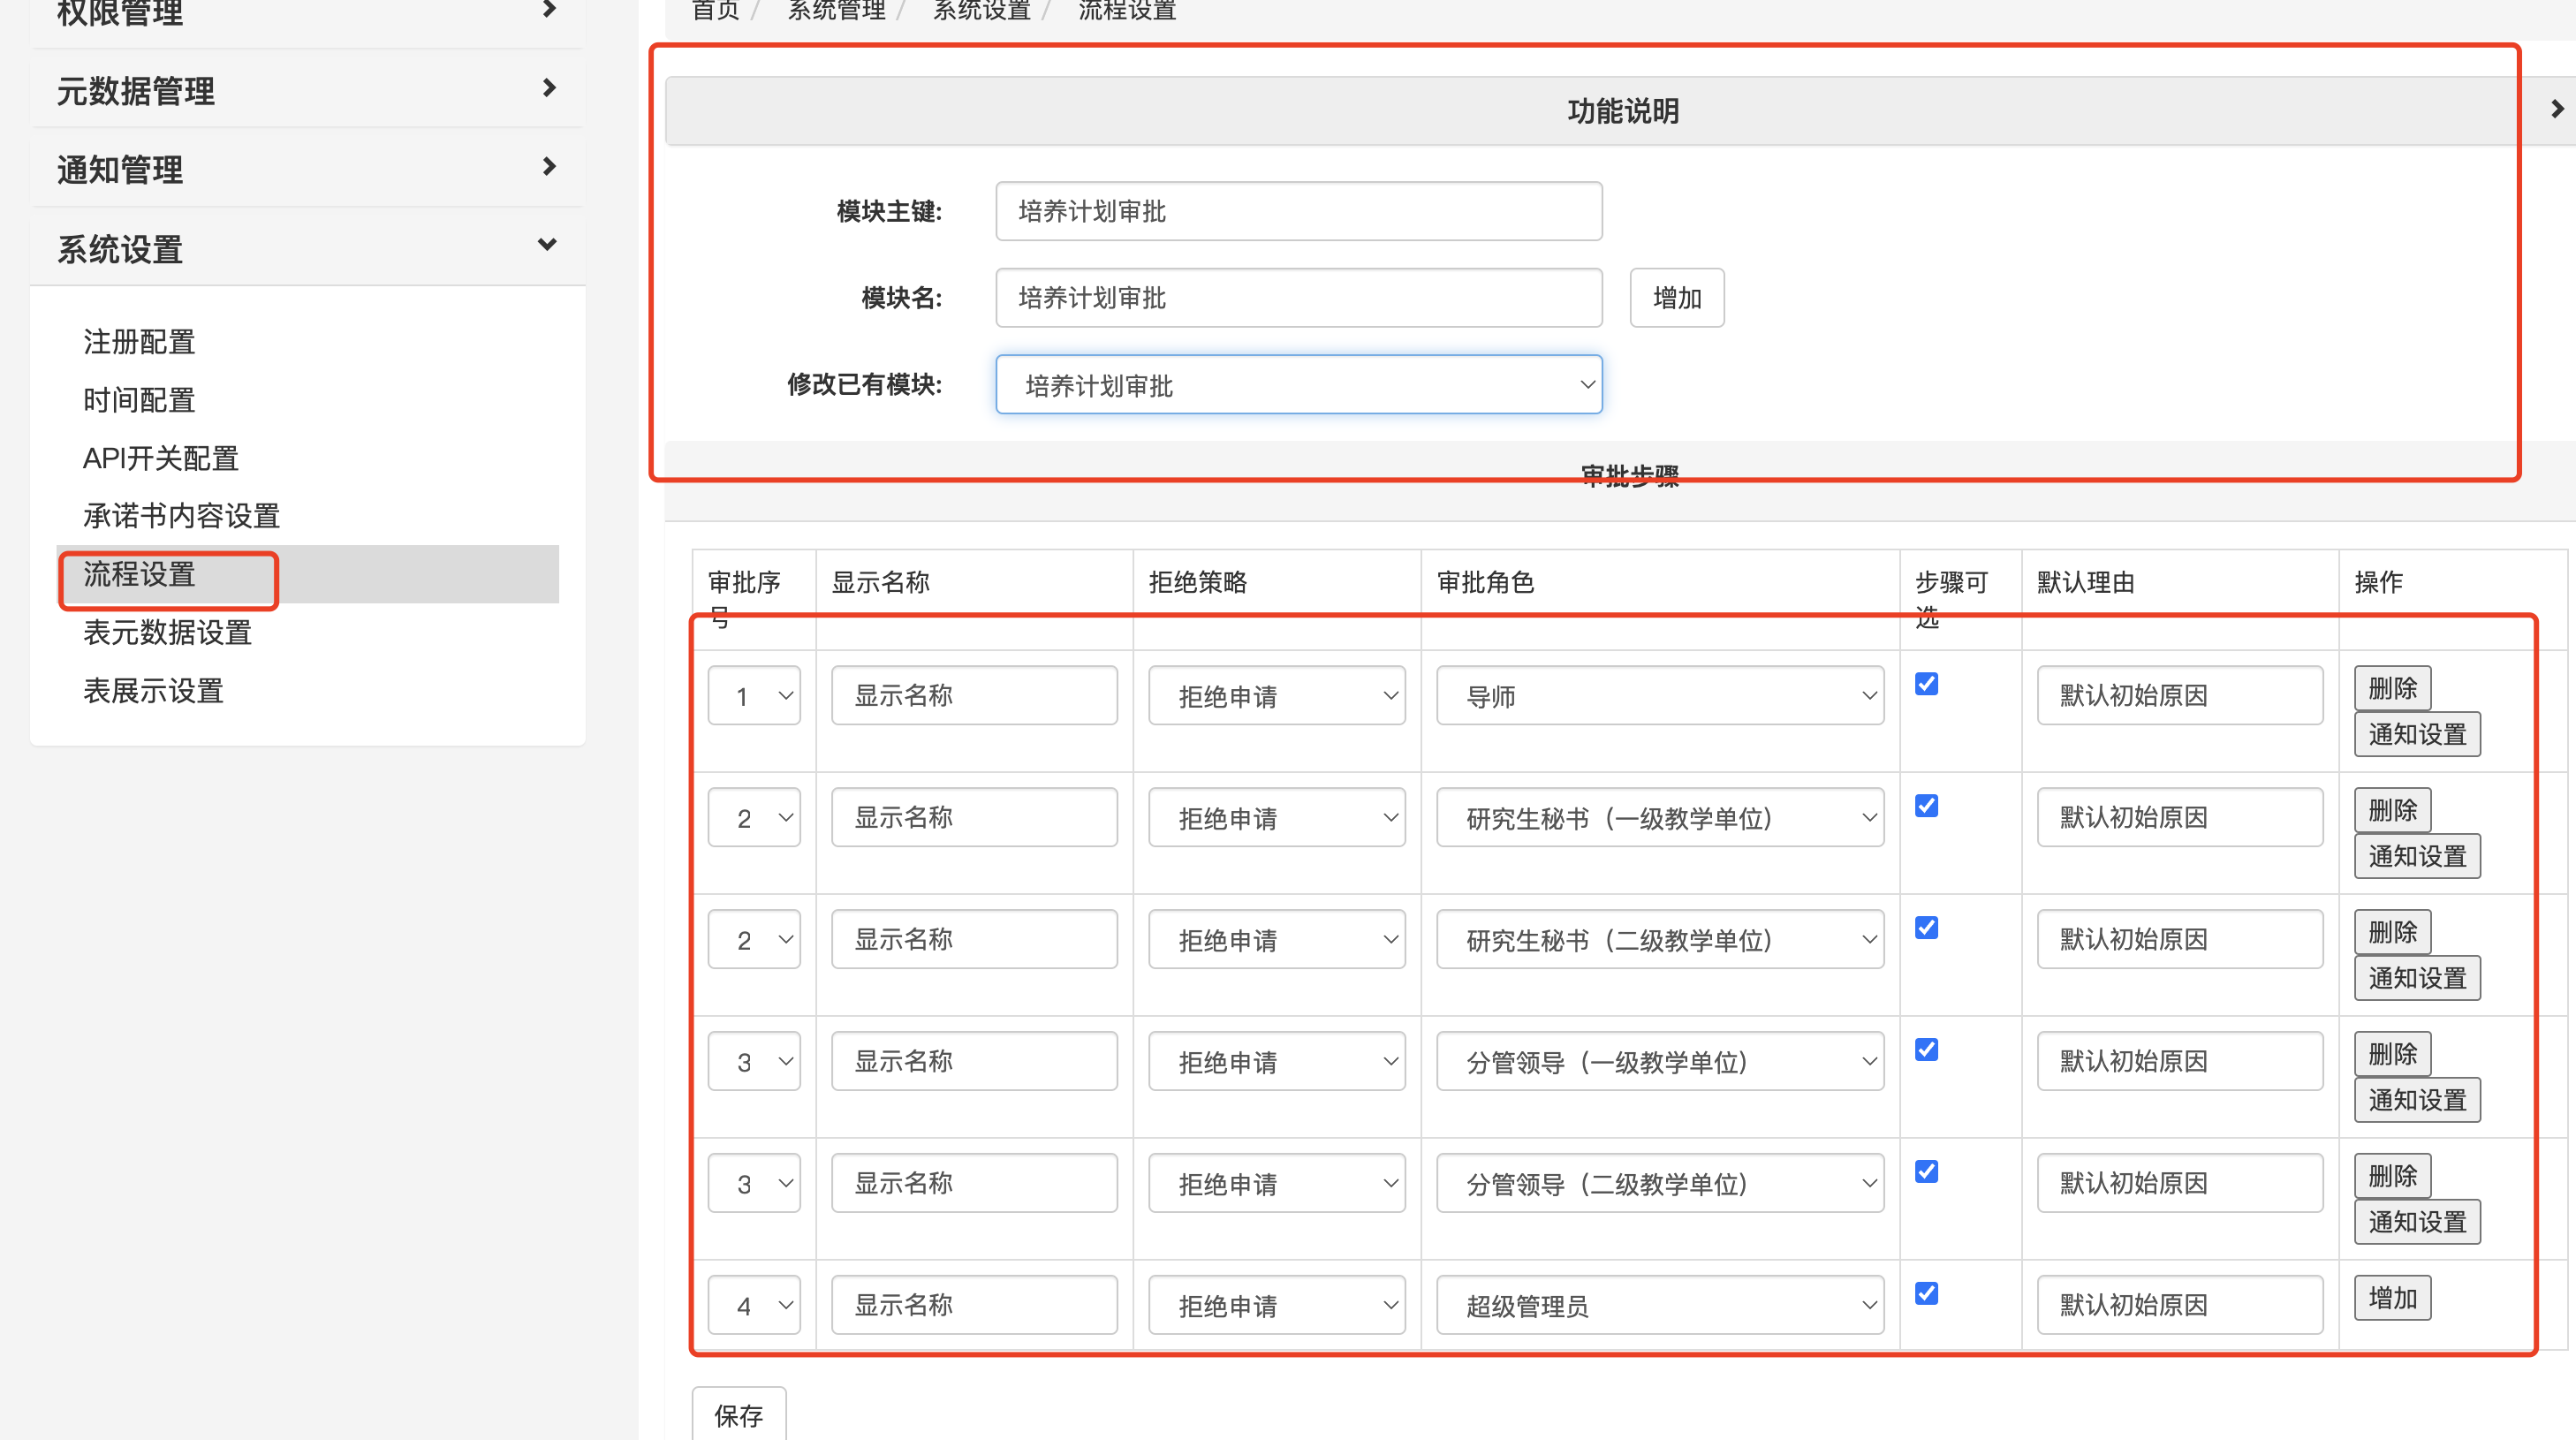 权限管理
元数据管理
通知管理
系统设置
注册配置
时间配置
API开关配置
承诺书内容设置
流程设置
表元数据设置
表展示设置
首页 / 系统管理 / 系统设置 / 流程设置
功能说明
模块主键: 培养计划审批
模块名: 培养计划审批 增加
修改已有模块: 培养计划审批
审批步骤
审批序号 显示名称 拒绝策略 审批角色 步骤可选 默认理由 操作
1 显示名称 拒绝申请 导师 默认初始原因 删除
通知设置
2 显示名称 拒绝申请 研究生秘书（一级教学单位） 默认初始原因 删除
通知设置
2 显示名称 拒绝申请 研究生秘书（二级教学单位） 默认初始原因 删除
通知设置
3 显示名称 拒绝申请 分管领导（一级教学单位） 默认初始原因 删除
通知设置
3 显示名称 拒绝申请 分管领导（二级教学单位） 默认初始原因 删除
通知设置
4 显示名称 拒绝申请 超级管理员 默认初始原因 增加
保存